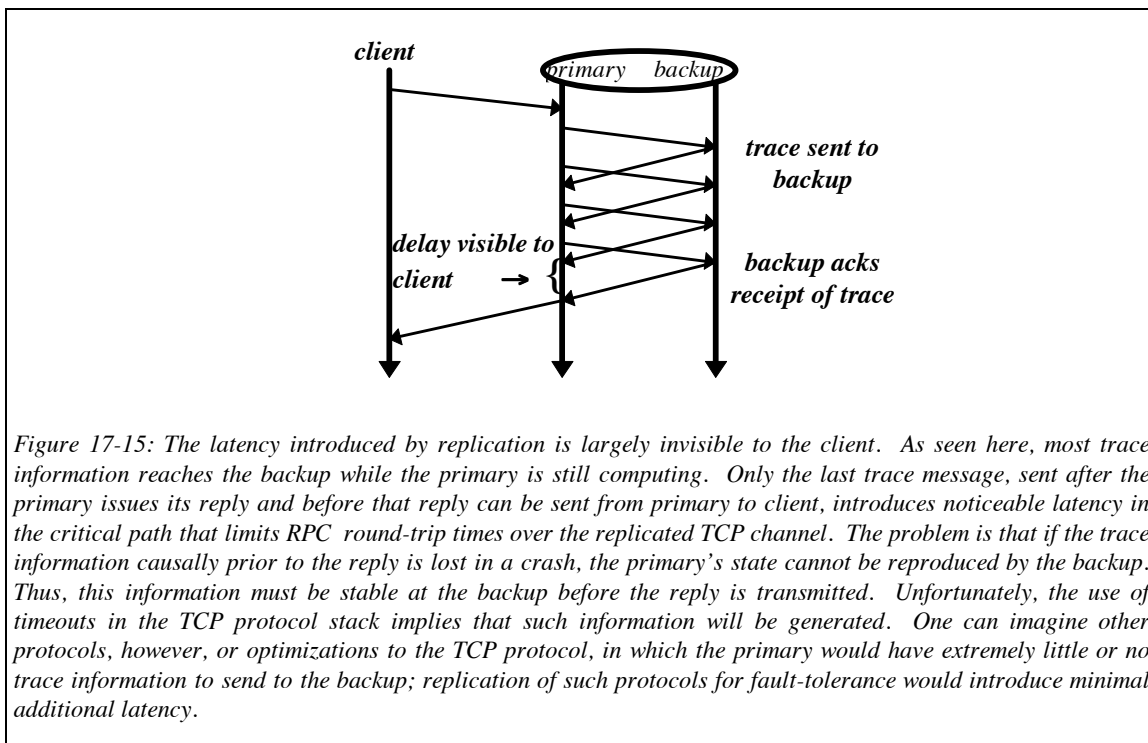 client
primary backup
trace sent to
backup
delay visible to
client → {
backup acks
receipt of trace
Figure 17-15: The latency introduced by replication is largely invisible to the client. As seen here, most trace
information reaches the backup while the primary is still computing. Only the last trace message, sent after the
primary issues its reply and before that reply can be sent from primary to client, introduces noticeable latency in
the critical path that limits RPC round-trip times over the replicated TCP channel. The problem is that if the trace
information causally prior to the reply is lost in a crash, the primary's state cannot be reproduced by the backup.
Thus, this information must be stable at the backup before the reply is transmitted. Unfortunately, the use of
timeouts in the TCP protocol stack implies that such information will be generated. One can imagine other
protocols, however, or optimizations to the TCP protocol, in which the primary would have extremely little or no
trace information to send to the backup; replication of such protocols for fault-tolerance would introduce minimal
additional latency.